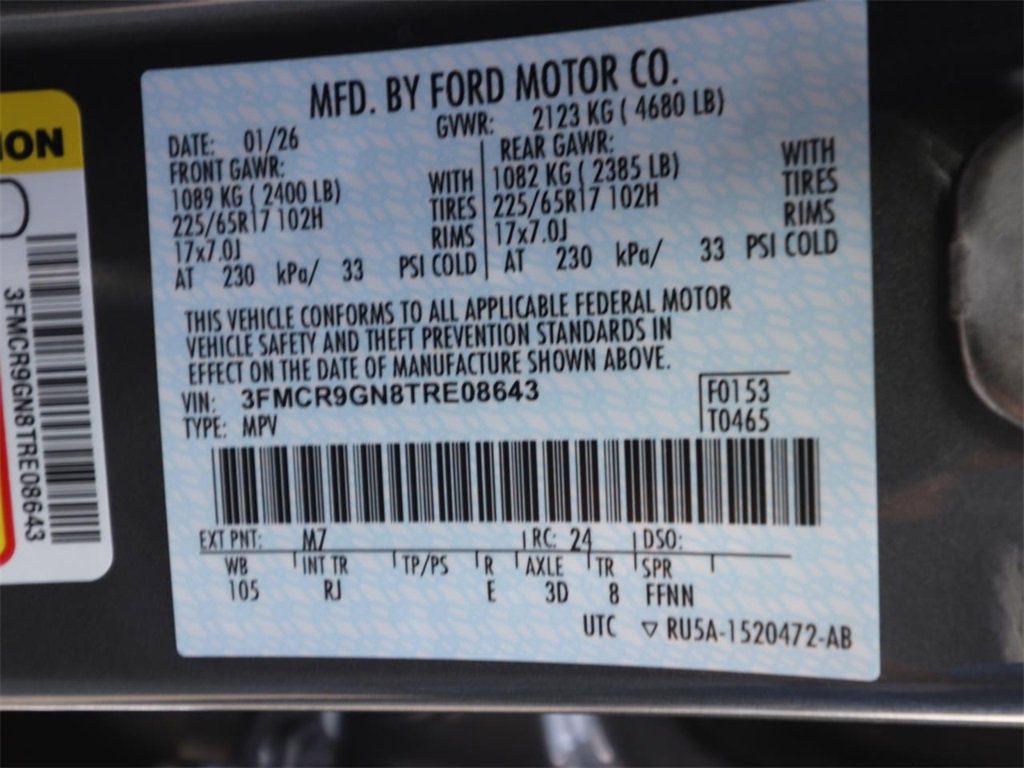 ION
3FMCR9GN8TRE08643
MFD. BY FORD MOTOR CO.
DATE: 01/26 GVWR: 2123 KG ( 4680 LB)
FRONT GAWR: REAR GAWR:
1089 KG ( 2400 LB) WITH 1082 KG ( 2385 LB) WITH
225/65R17 102H TIRES 225/65R17 102H TIRES
17x7.0J RIMS 17x7.0J RIMS
AT 230 kPa/ 33 PSI COLD AT 230 kPa/ 33 PSI COLD
THIS VEHICLE CONFORMS TO ALL APPLICABLE FEDERAL MOTOR
VEHICLE SAFETY AND THEFT PREVENTION STANDARDS IN
EFFECT ON THE DATE OF MANUFACTURE SHOWN ABOVE.
VIN: 3FMCR9GN8TRE08643 F0153
TYPE: MPV T0465
EXT PNT: M7 RC: 24 DSO:
WB INT TR TP/PS R AXLE TR SPR
105 RJ E 3D 8 FFNN
UTC ▽ RU5A-1520472-AB